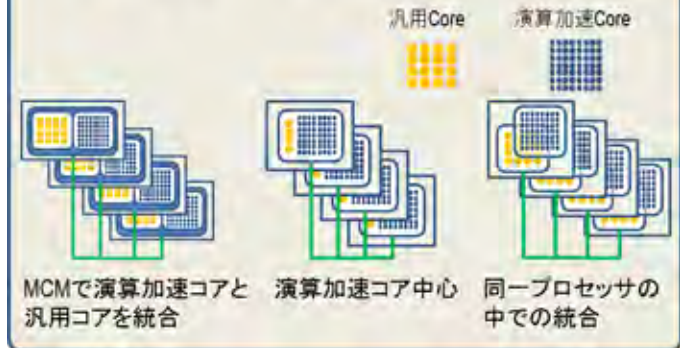 汎用Core 演算加速Core
MCMで演算加速コアと
汎用コアを統合
演算加速コア中心
同一プロセッサの
中での統合